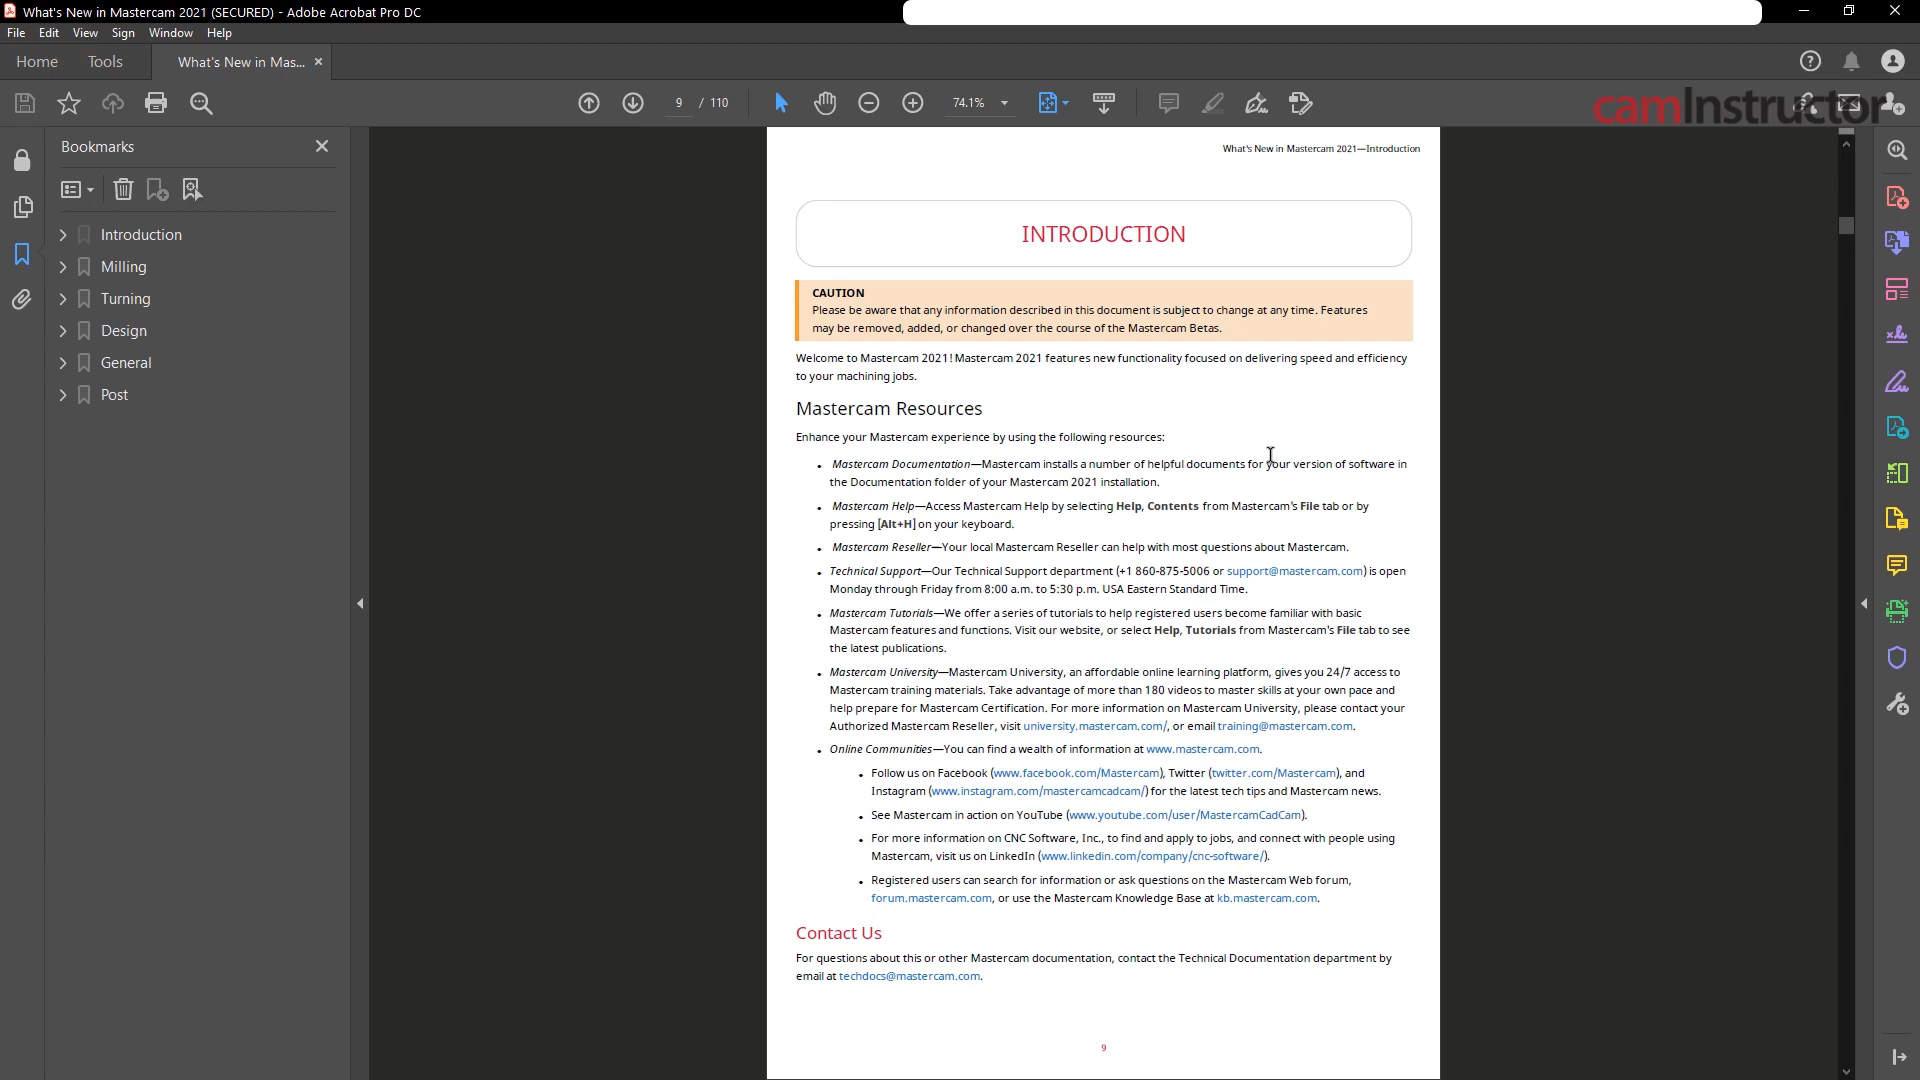 What's New in Mastercam 2021 (SECURED) - Adobe Acrobat Pro DC
File Edit View Sign Window Help
Home Tools What's New in Mas...
9 / 110 74.1%
camInstructor
Bookmarks
Introduction
Milling
Turning
Design
General
Post
What's New in Mastercam 2021—Introduction
INTRODUCTION
CAUTION
Please be aware that any information described in this document is subject to change at any time. Features
may be removed, added, or changed over the course of the Mastercam Betas.
Welcome to Mastercam 2021! Mastercam 2021 features new functionality focused on delivering speed and efficiency
to your machining jobs.
Mastercam Resources
Enhance your Mastercam experience by using the following resources:
• Mastercam Documentation—Mastercam installs a number of helpful documents for your version of software in
the Documentation folder of your Mastercam 2021 installation.
• Mastercam Help—Access Mastercam Help by selecting Help, Contents from Mastercam's File tab or by
pressing [Alt+H] on your keyboard.
• Mastercam Reseller—Your local Mastercam Reseller can help with most questions about Mastercam.
• Technical Support—Our Technical Support department (+1 860-875-5006 or support@mastercam.com) is open
Monday through Friday from 8:00 a.m. to 5:30 p.m. USA Eastern Standard Time.
• Mastercam Tutorials—We offer a series of tutorials to help registered users become familiar with basic
Mastercam features and functions. Visit our website, or select Help, Tutorials from Mastercam's File tab to see
the latest publications.
• Mastercam University—Mastercam University, an affordable online learning platform, gives you 24/7 access to
Mastercam training materials. Take advantage of more than 180 videos to master skills at your own pace and
help prepare for Mastercam Certification. For more information on Mastercam University, please contact your
Authorized Mastercam Reseller, visit university.mastercam.com/, or email training@mastercam.com.
• Online Communities—You can find a wealth of information at www.mastercam.com.
• Follow us on Facebook (www.facebook.com/Mastercam), Twitter (twitter.com/Mastercam), and
Instagram (www.instagram.com/mastercamcadcam/) for the latest tech tips and Mastercam news.
• See Mastercam in action on YouTube (www.youtube.com/user/MastercamCadCam).
• For more information on CNC Software, Inc., to find and apply to jobs, and connect with people using
Mastercam, visit us on LinkedIn (www.linkedin.com/company/cnc-software/).
• Registered users can search for information or ask questions on the Mastercam Web forum,
forum.mastercam.com, or use the Mastercam Knowledge Base at kb.mastercam.com.
Contact Us
For questions about this or other Mastercam documentation, contact the Technical Documentation department by
email at techdocs@mastercam.com.
9